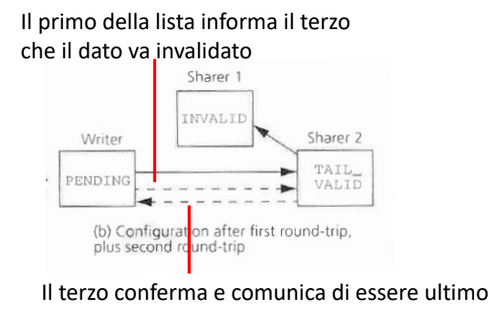 Il primo della lista informa il terzo
che il dato va invalidato
Sharer 1
INVALID
Writer
Sharer 2
PENDING
TAIL_
VALID
(b) Configuration after first round-trip,
plus second round-trip
Il terzo conferma e comunica di essere ultimo